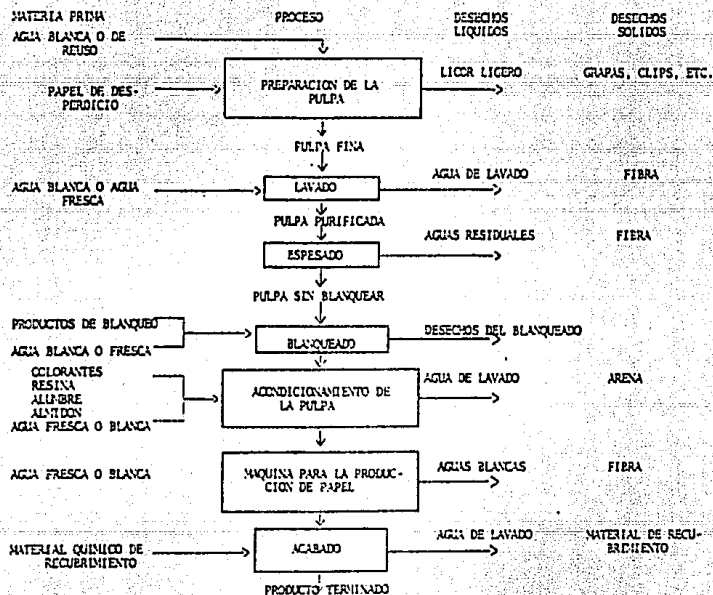 MATERIA PRIMA PROCESO DESECHOS LIQUIDOS DESECHOS SOLIDOS
AGUA BLANCA O DE REUSO
PAPEL DE DES-
PERDICIO
PREPARACION DE LA
PULPA
LICOR LIGERO
GRAPAS, CLIPS, ETC.
PULPA FINA
AGUA BLANCA O AGUA
FRESCA
LAVADO
AGUA DE LAVADO
FIBRA
PULPA PURIFICADA
ESPESADO
AGUAS RESIDUALES
FIBRA
PULPA SIN BLANQUEAR
PRODUCTOS DE BLANQUEO
AGUA BLANCA O FRESCA
BLANQUEADO
DESECHOS DEL BLANQUEADO
COLORANTES
RESINA
ALUMBRE
ALMIDON
AGUA FRESCA O BLANCA
ACONDICIONAMIENTO DE
LA PULPA
AGUA DE LAVADO
ARENA
AGUA FRESCA O BLANCA
MAQUINA PARA LA PRODUC-
CION DE PAPEL
AGUAS BLANCAS
FIBRA
MATERIAL QUIMICO DE
RECUBRIMIENTO
ACABADO
AGUA DE LAVADO
MATERIAL DE RECU-
BRIMIENTO
PRODUCTO TERMINADO